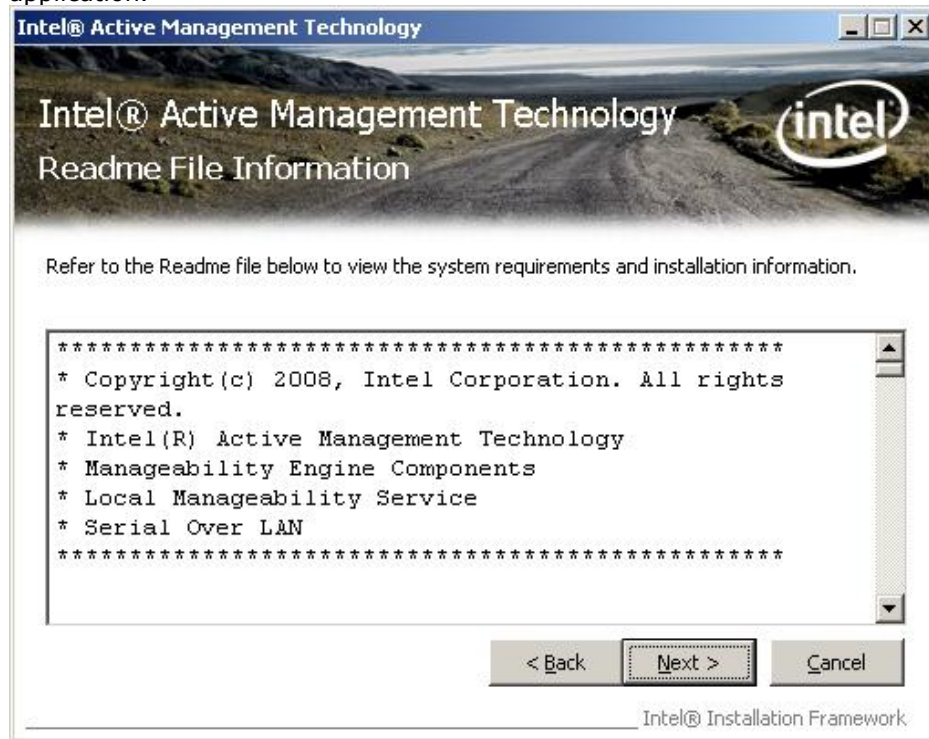 application.
Intel® Active Management Technology
Intel® Active Management Technology
intel
Readme File Information
Refer to the Readme file below to view the system requirements and installation information.
****************************************************
* Copyright(c) 2008, Intel Corporation. All rights
reserved.
* Intel(R) Active Management Technology
* Manageability Engine Components
* Local Manageability Service
* Serial Over LAN
****************************************************
< Back Next > Cancel
Intel® Installation Framework